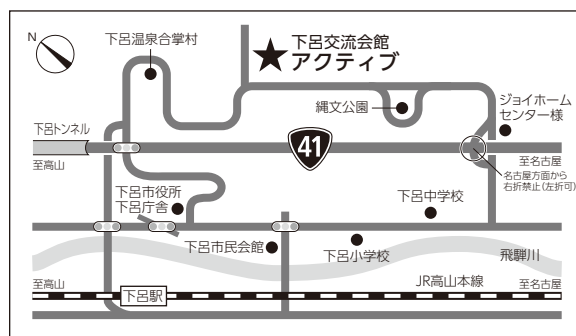 N
下呂温泉合掌村
下呂交流会館
アクティブ
縄文公園
ジョイホーム
センター様
下呂トンネル
至高山
41
至名古屋
名古屋方面から
右折禁止(左折可)
下呂市役所
下呂庁舎
下呂中学校
下呂市民会館
下呂小学校
飛騨川
至高山
JR高山本線
至名古屋
下呂駅